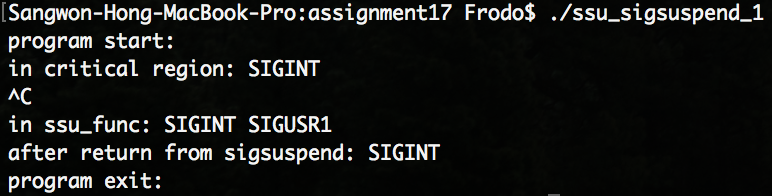 [Sangwon-Hong-MacBook-Pro:assignment17 Frodo$ ./ssu_sigsuspend_1
program start:
in critical region: SIGINT
^C
in ssu_func: SIGINT SIGUSR1
after return from sigsuspend: SIGINT
program exit: